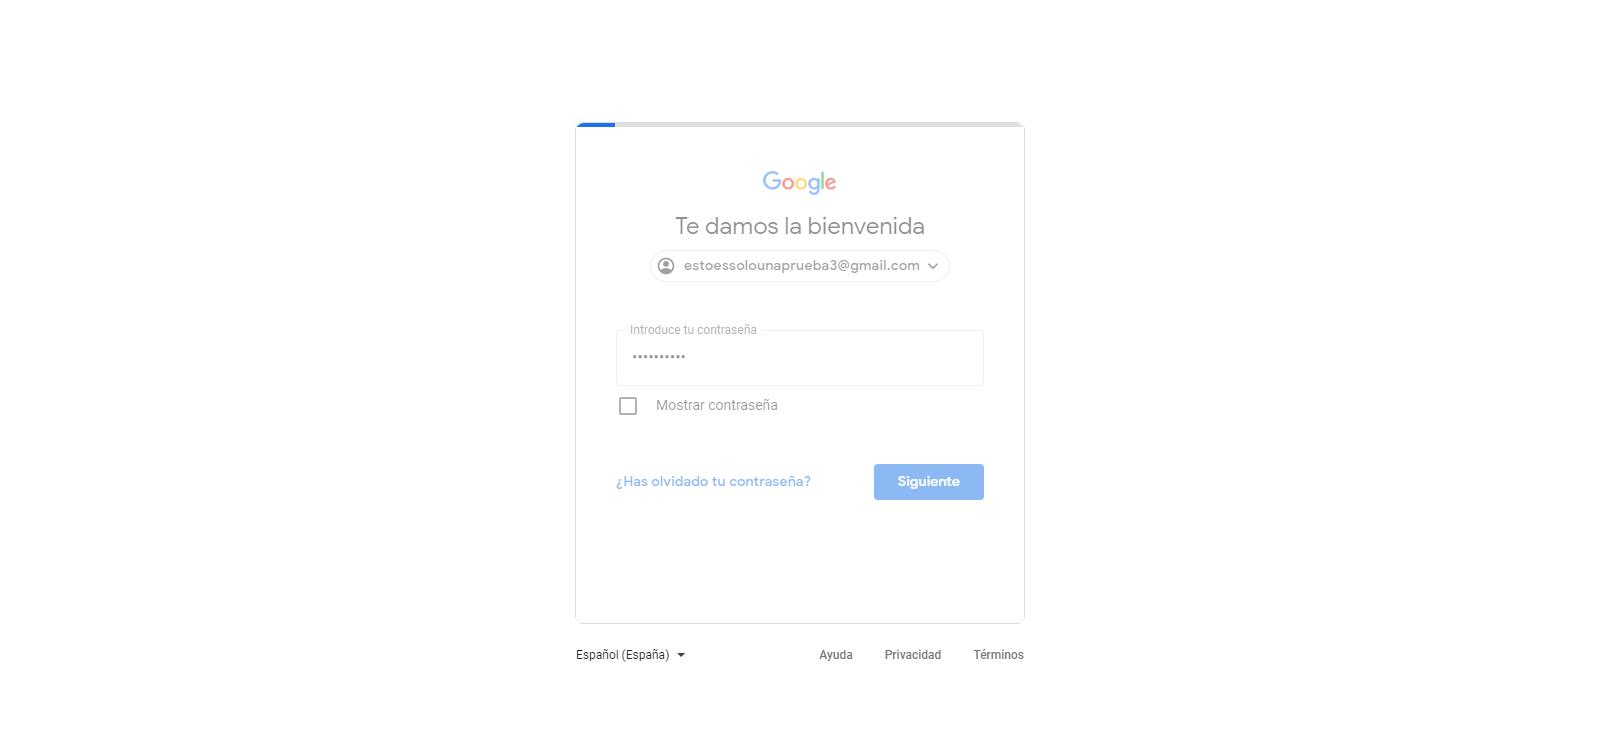 Google
Te damos la bienvenida
estoessolounaprueba3@gmail.com
Introduce tu contraseña
••••••••••
Mostrar contraseña
¿Has olvidado tu contraseña?
Siguiente
Español (España)
Ayuda Privacidad Términos